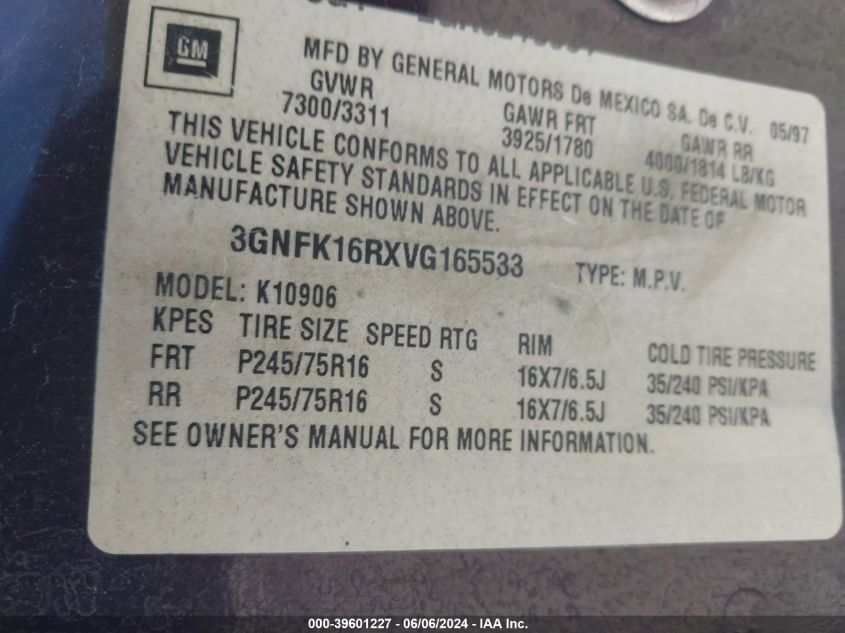 GM
MFD BY GENERAL MOTORS De MEXICO SA. De C.V. 05/97
GVWR GAWR FRT GAWR RR
7300/3311 3925/1780 4000/1814 LB/KG
THIS VEHICLE CONFORMS TO ALL APPLICABLE U.S. FEDERAL MOTOR
VEHICLE SAFETY STANDARDS IN EFFECT ON THE DATE OF
MANUFACTURE SHOWN ABOVE.
3GNFK16RXVG165533 TYPE: M.P.V.
MODEL: K10906
KPES TIRE SIZE SPEED RTG RIM COLD TIRE PRESSURE
FRT P245/75R16 S 16X7/6.5J 35/240 PSI/KPA
RR P245/75R16 S 16X7/6.5J 35/240 PSI/KPA
SEE OWNER'S MANUAL FOR MORE INFORMATION.
000-39601227 - 06/06/2024 - IAA Inc.